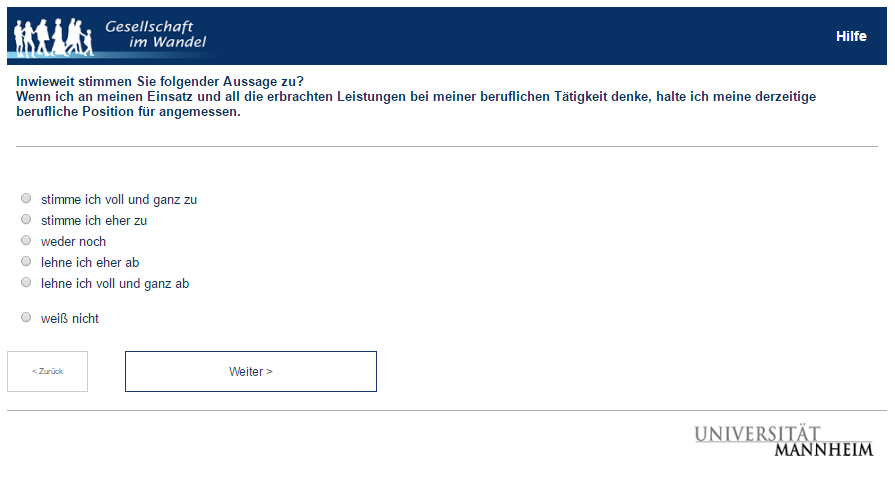 Gesellschaft
im Wandel
Hilfe
Inwieweit stimmen Sie folgender Aussage zu?
Wenn ich an meinen Einsatz und all die erbrachten Leistungen bei meiner beruflichen Tätigkeit denke, halte ich meine derzeitige
berufliche Position für angemessen.
stimme ich voll und ganz zu
stimme ich eher zu
weder noch
lehne ich eher ab
lehne ich voll und ganz ab
weiß nicht
< Zurück
Weiter >
UNIVERSITÄT
MANNHEIM